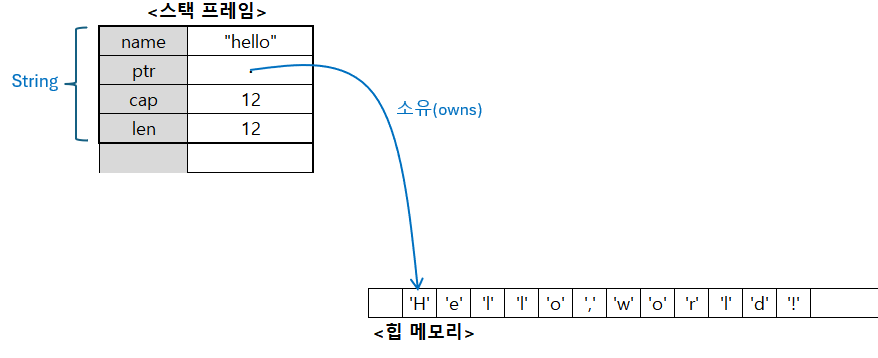 <스택 프레임>
String
name "hello"
ptr
cap 12
len 12
소유(owns)
'H' 'e' 'l' 'l' 'o' ',' 'w' 'o' 'r' 'l' 'd' '!'
<힙 메모리>